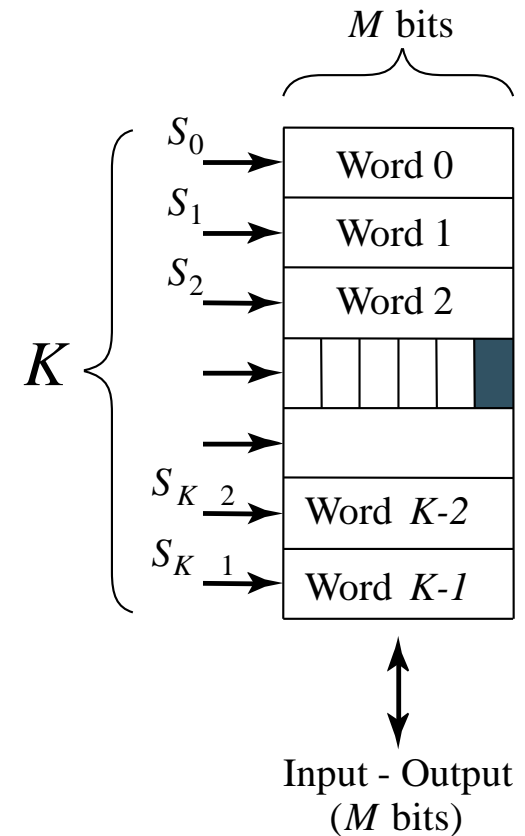 M bits
S0
Word 0
S1
Word 1
S2
Word 2
K
SK 2
Word K-2
SK 1
Word K-1
Input - Output
(M bits)